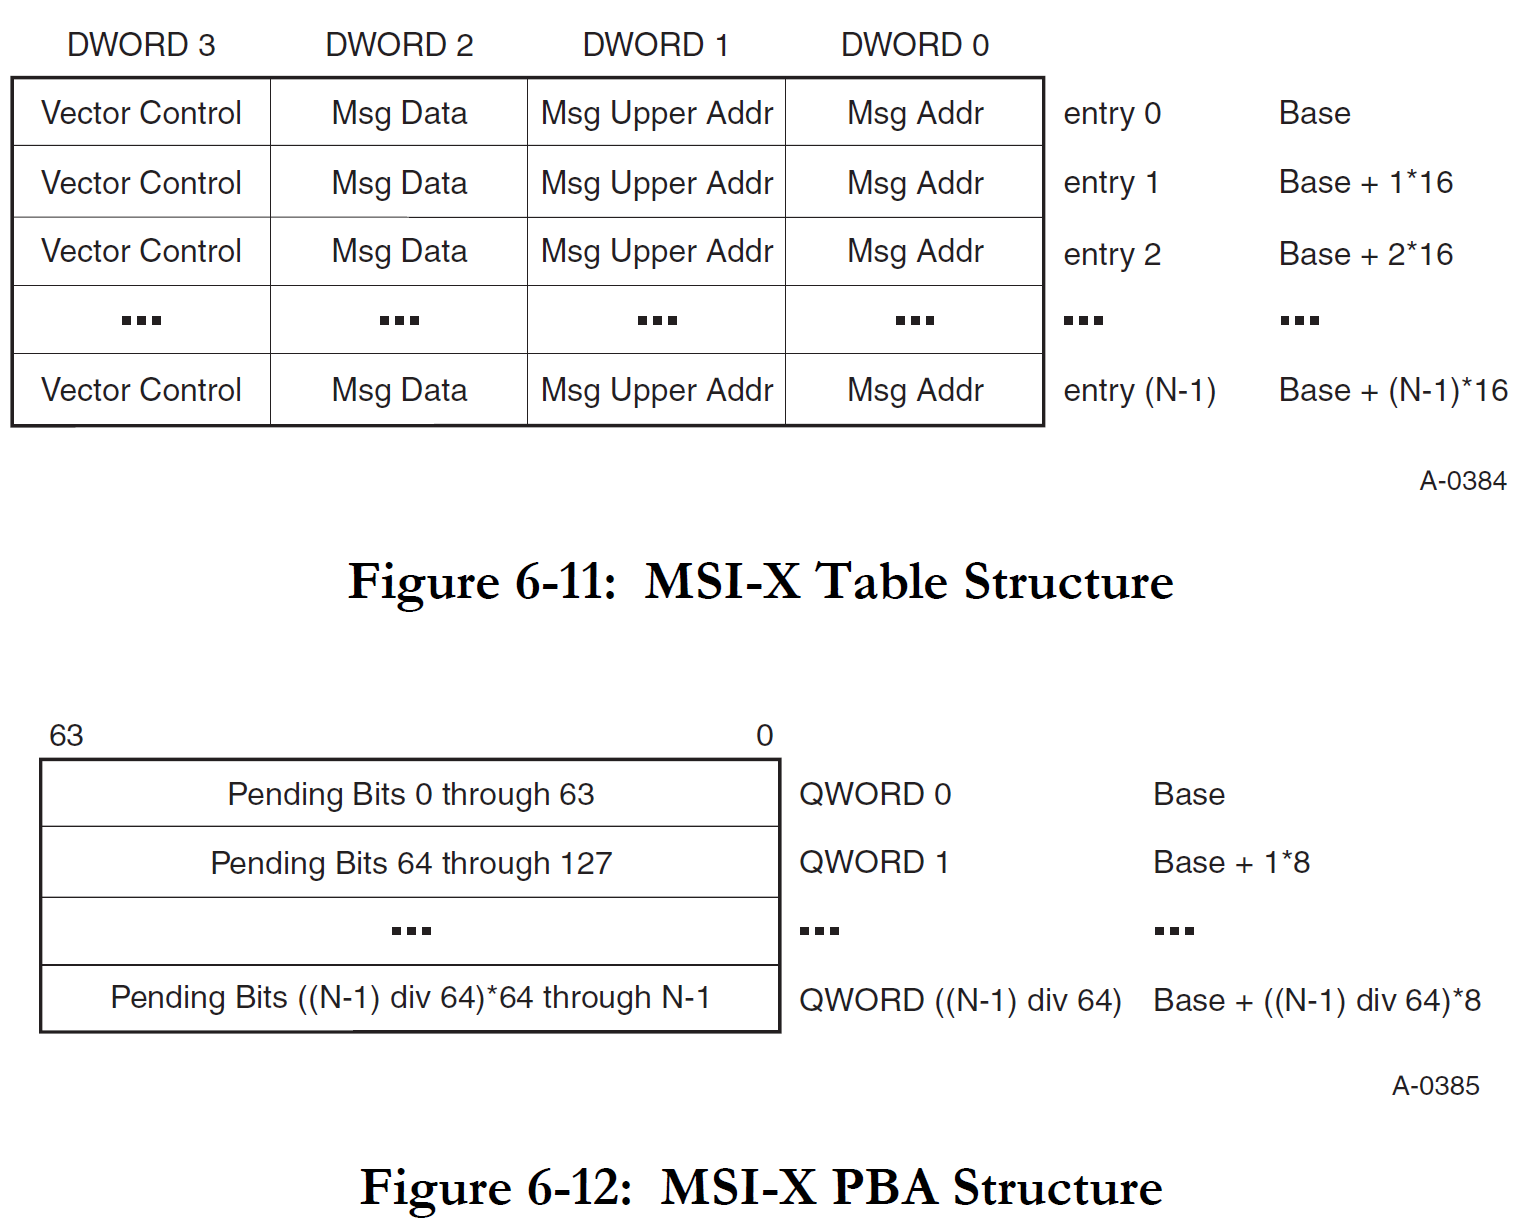 DWORD 3 DWORD 2 DWORD 1 DWORD 0
Vector Control Msg Data Msg Upper Addr Msg Addr entry 0 Base
Vector Control Msg Data Msg Upper Addr Msg Addr entry 1 Base + 1*16
Vector Control Msg Data Msg Upper Addr Msg Addr entry 2 Base + 2*16
... ... ... ... ... ...
Vector Control Msg Data Msg Upper Addr Msg Addr entry (N-1) Base + (N-1)*16
A-0384
Figure 6-11: MSI-X Table Structure
63 0
Pending Bits 0 through 63 QWORD 0 Base
Pending Bits 64 through 127 QWORD 1 Base + 1*8
... ... ...
Pending Bits ((N-1) div 64)*64 through N-1 QWORD ((N-1) div 64) Base + ((N-1) div 64)*8
A-0385
Figure 6-12: MSI-X PBA Structure